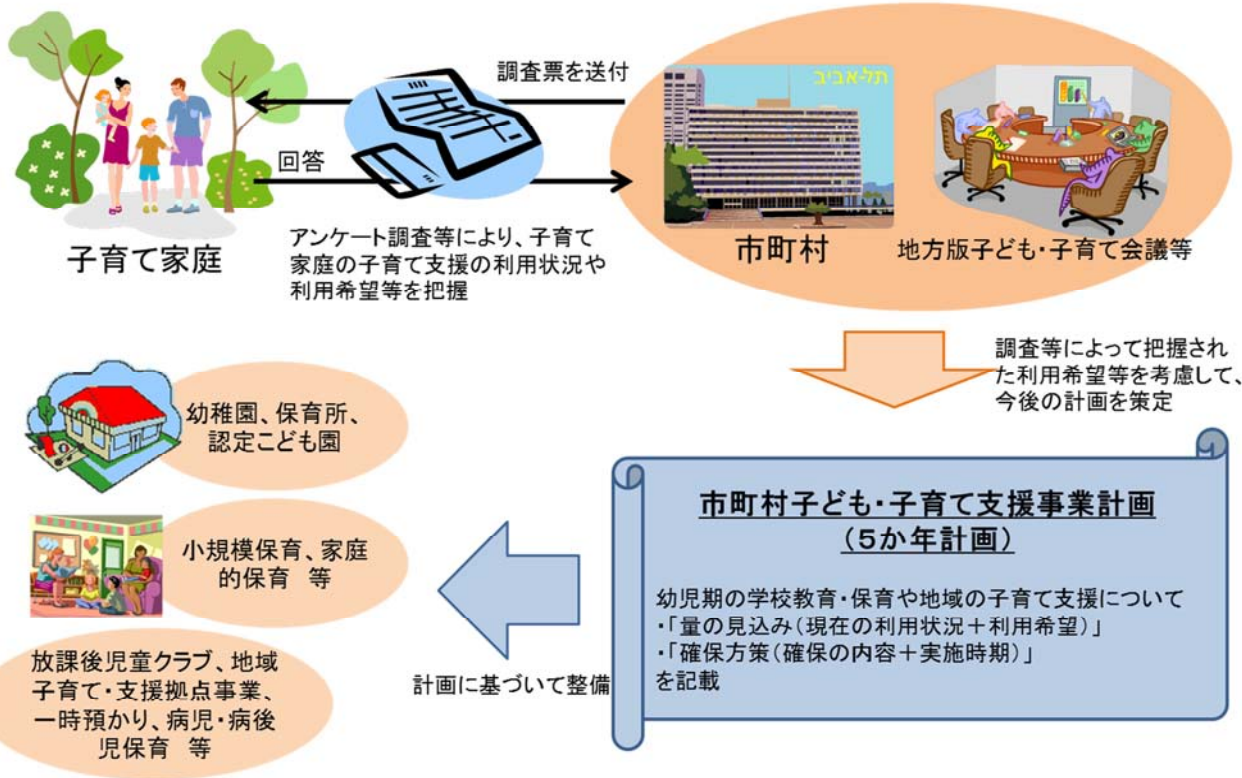 調査票を送付
回答
子育て家庭
アンケート調査等により、子育て
家庭の子育て支援の利用状況や
利用希望等を把握
תל-אביב
市町村
地方版子ども・子育て会議等
調査等によって把握され
た利用希望等を考慮して、
今後の計画を策定
市町村子ども・子育て支援事業計画
(5か年計画)
幼児期の学校教育・保育や地域の子育て支援について
・「量の見込み(現在の利用状況+利用希望)」
・「確保方策(確保の内容+実施時期)」
を記載
計画に基づいて整備
幼稚園、保育所、
認定こども園
小規模保育、家庭
的保育 等
放課後児童クラブ、地域
子育て・支援拠点事業、
一時預かり、病児・病後
児保育 等